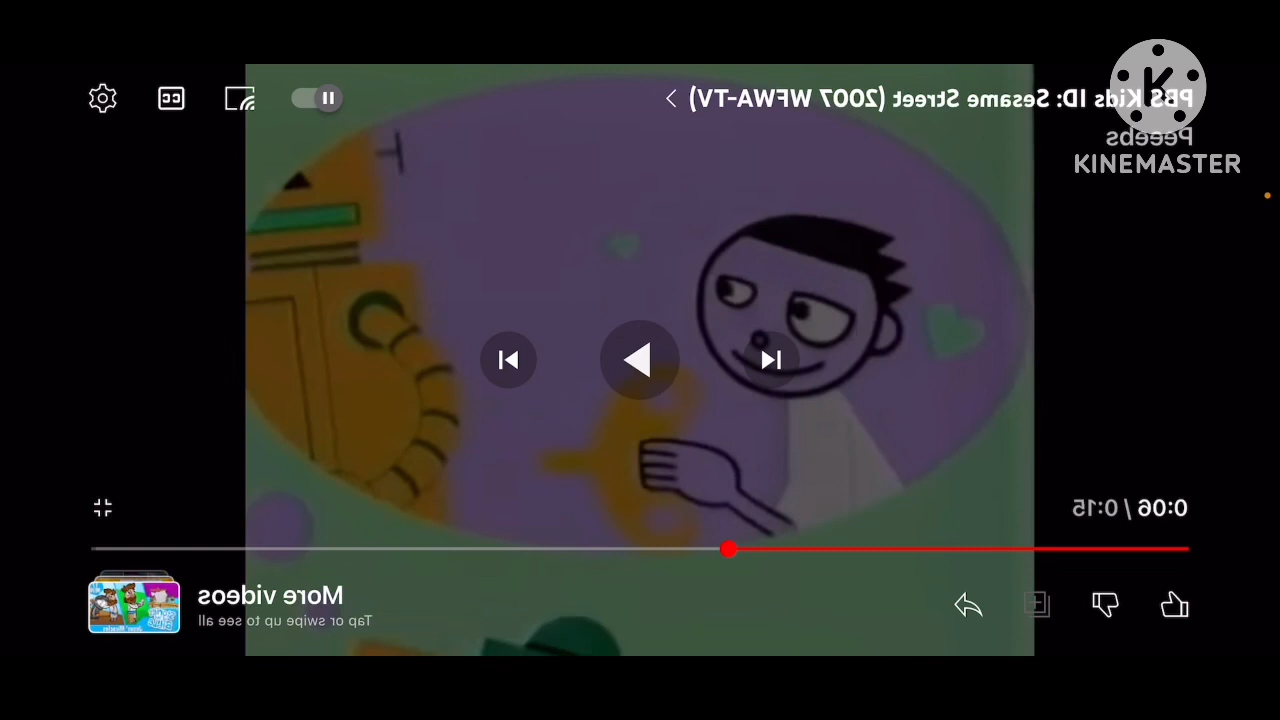 PBS Kids ID: Sesame Street (2007 WFWA-TV)
Peeebs
K
KINEMASTER
CC
0:06 / 0:15
More videos
Tap or swipe up to see all